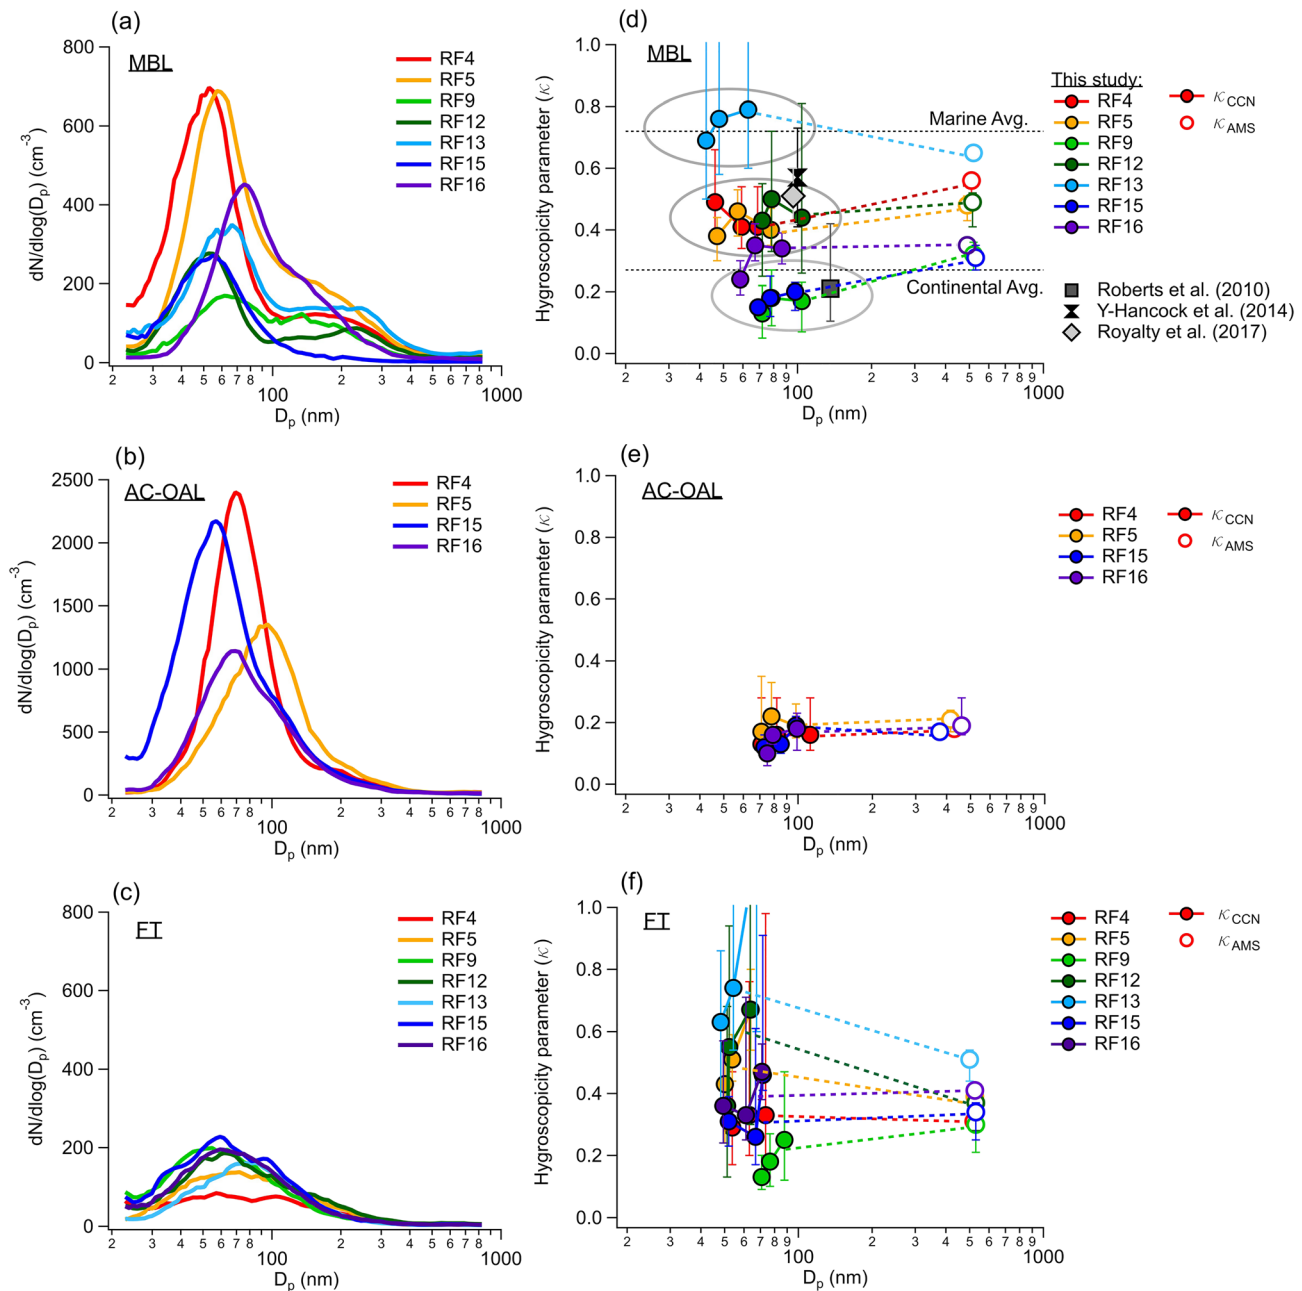 (a)
MBL
800
600
400
200
0
dN/dlog(Dp) (cm-3)
RF4
RF5
RF9
RF12
RF13
RF15
RF16
2 3 4 5 6 7 8 100 2 3 4 5 6 7 8 1000
Dp (nm)
(d)
MBL
1.0
0.8
0.6
0.4
0.2
0.0
Hygroscopicity parameter (κ)
Marine Avg.
Continental Avg.
This study:
RF4
RF5
RF9
RF12
RF13
RF15
RF16
κCCN
κAMS
Roberts et al. (2010)
Y-Hancock et al. (2014)
Royalty et al. (2017)
2 3 4 5 6 7 8 9 100 2 3 4 5 6 7 8 9 1000
Dp (nm)
(b)
AC-OAL
2500
2000
1500
1000
500
0
dN/dlog(Dp) (cm-3)
RF4
RF5
RF15
RF16
2 3 4 5 6 7 8 100 2 3 4 5 6 7 8 1000
Dp (nm)
(e)
AC-OAL
1.0
0.8
0.6
0.4
0.2
0.0
Hygroscopicity parameter (κ)
RF4
RF5
RF15
RF16
κCCN
κAMS
2 3 4 5 6 7 8 9 100 2 3 4 5 6 7 8 9 1000
Dp (nm)
(c)
FT
800
600
400
200
0
dN/dlog(Dp) (cm-3)
RF4
RF5
RF9
RF12
RF13
RF15
RF16
2 3 4 5 6 7 8 100 2 3 4 5 6 7 8 1000
Dp (nm)
(f)
FT
1.0
0.8
0.6
0.4
0.2
0.0
Hygroscopicity parameter (κ)
RF4
RF5
RF9
RF12
RF13
RF15
RF16
κCCN
κAMS
2 3 4 5 6 7 8 9 100 2 3 4 5 6 7 8 9 1000
Dp (nm)